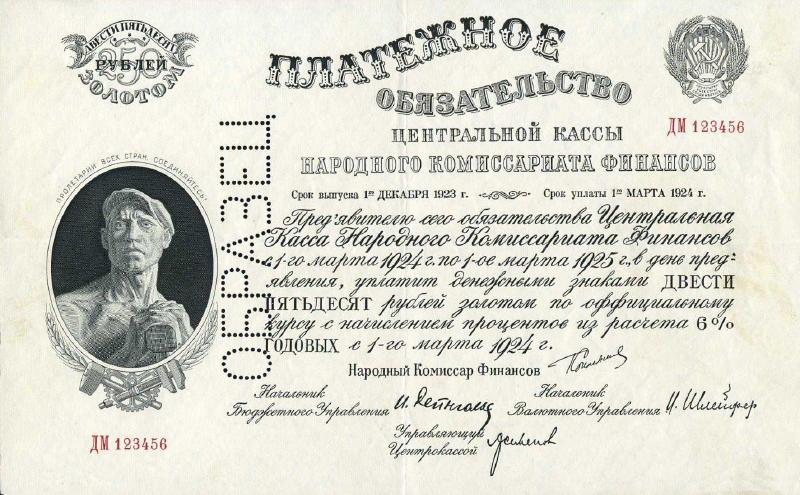 ДВЕСТИ ПЯТЬДЕСЯТ
250
РУБЛЕЙ
ЗОЛОТОМ
ПЛАТЕЖНОЕ
ОБЯЗАТЕЛЬСТВО
ЦЕНТРАЛЬНОЙ КАССЫ
НАРОДНОГО КОМИССАРИАТА ФИНАНСОВ
ДМ 123456
Срок выпуска 1го ДЕКАБРЯ 1923 г.
Срок уплаты 1го МАРТА 1924 г.
ОБРАЗЕЦ
ПРОЛЕТАРИИ ВСЕХ СТРАН, СОЕДИНЯЙТЕСЬ!
Пред'явителю сего обязательства Центральная
Касса Народного Комиссариата Финансов
с 1-го марта 1924 г. по 1-ое марта 1925 г., в день пред'-
явления, уплатит денежными знаками ДВЕСТИ
ПЯТЬДЕСЯТ рублей золотом по оффициальному
курсу с начислением процентов из расчета 6%
ГОДОВЫХ с 1-го марта 1924 г.
Народный Комиссар Финансов
Начальник
Бюджетного Управления
Начальник
Валютного Управления
Управляющий
Центрокассой
ДМ 123456